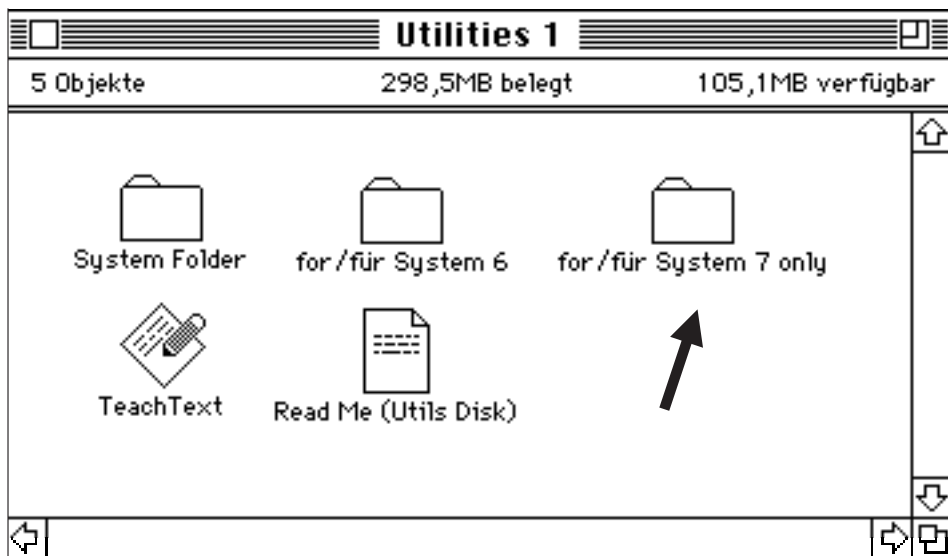 Utilities 1
5 Objekte 298,5MB belegt 105,1MB verfügbar
System Folder for/für System 6 for/für System 7 only
TeachText Read Me (Utils Disk)